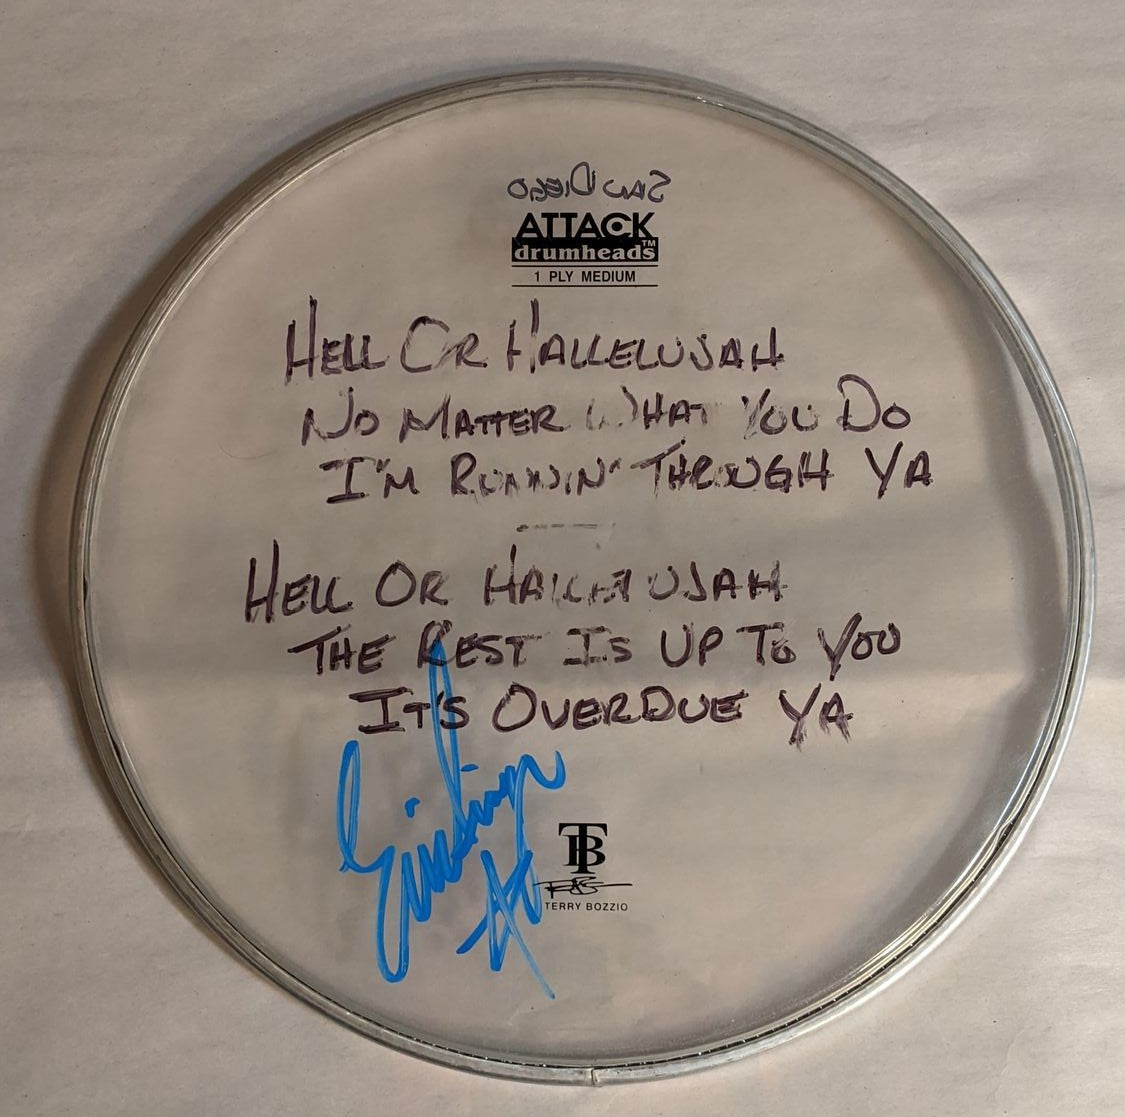 San Diego
ATTACK
drumheads™
1 PLY MEDIUM
HELL OR HALLELUJAH
NO MATTER WHAT YOU DO
I'M RUNNIN' THROUGH YA
HELL OR HALLELUJAH
THE REST IS UP TO YOU
IT'S OVERDUE YA
TB
TERRY BOZZIO